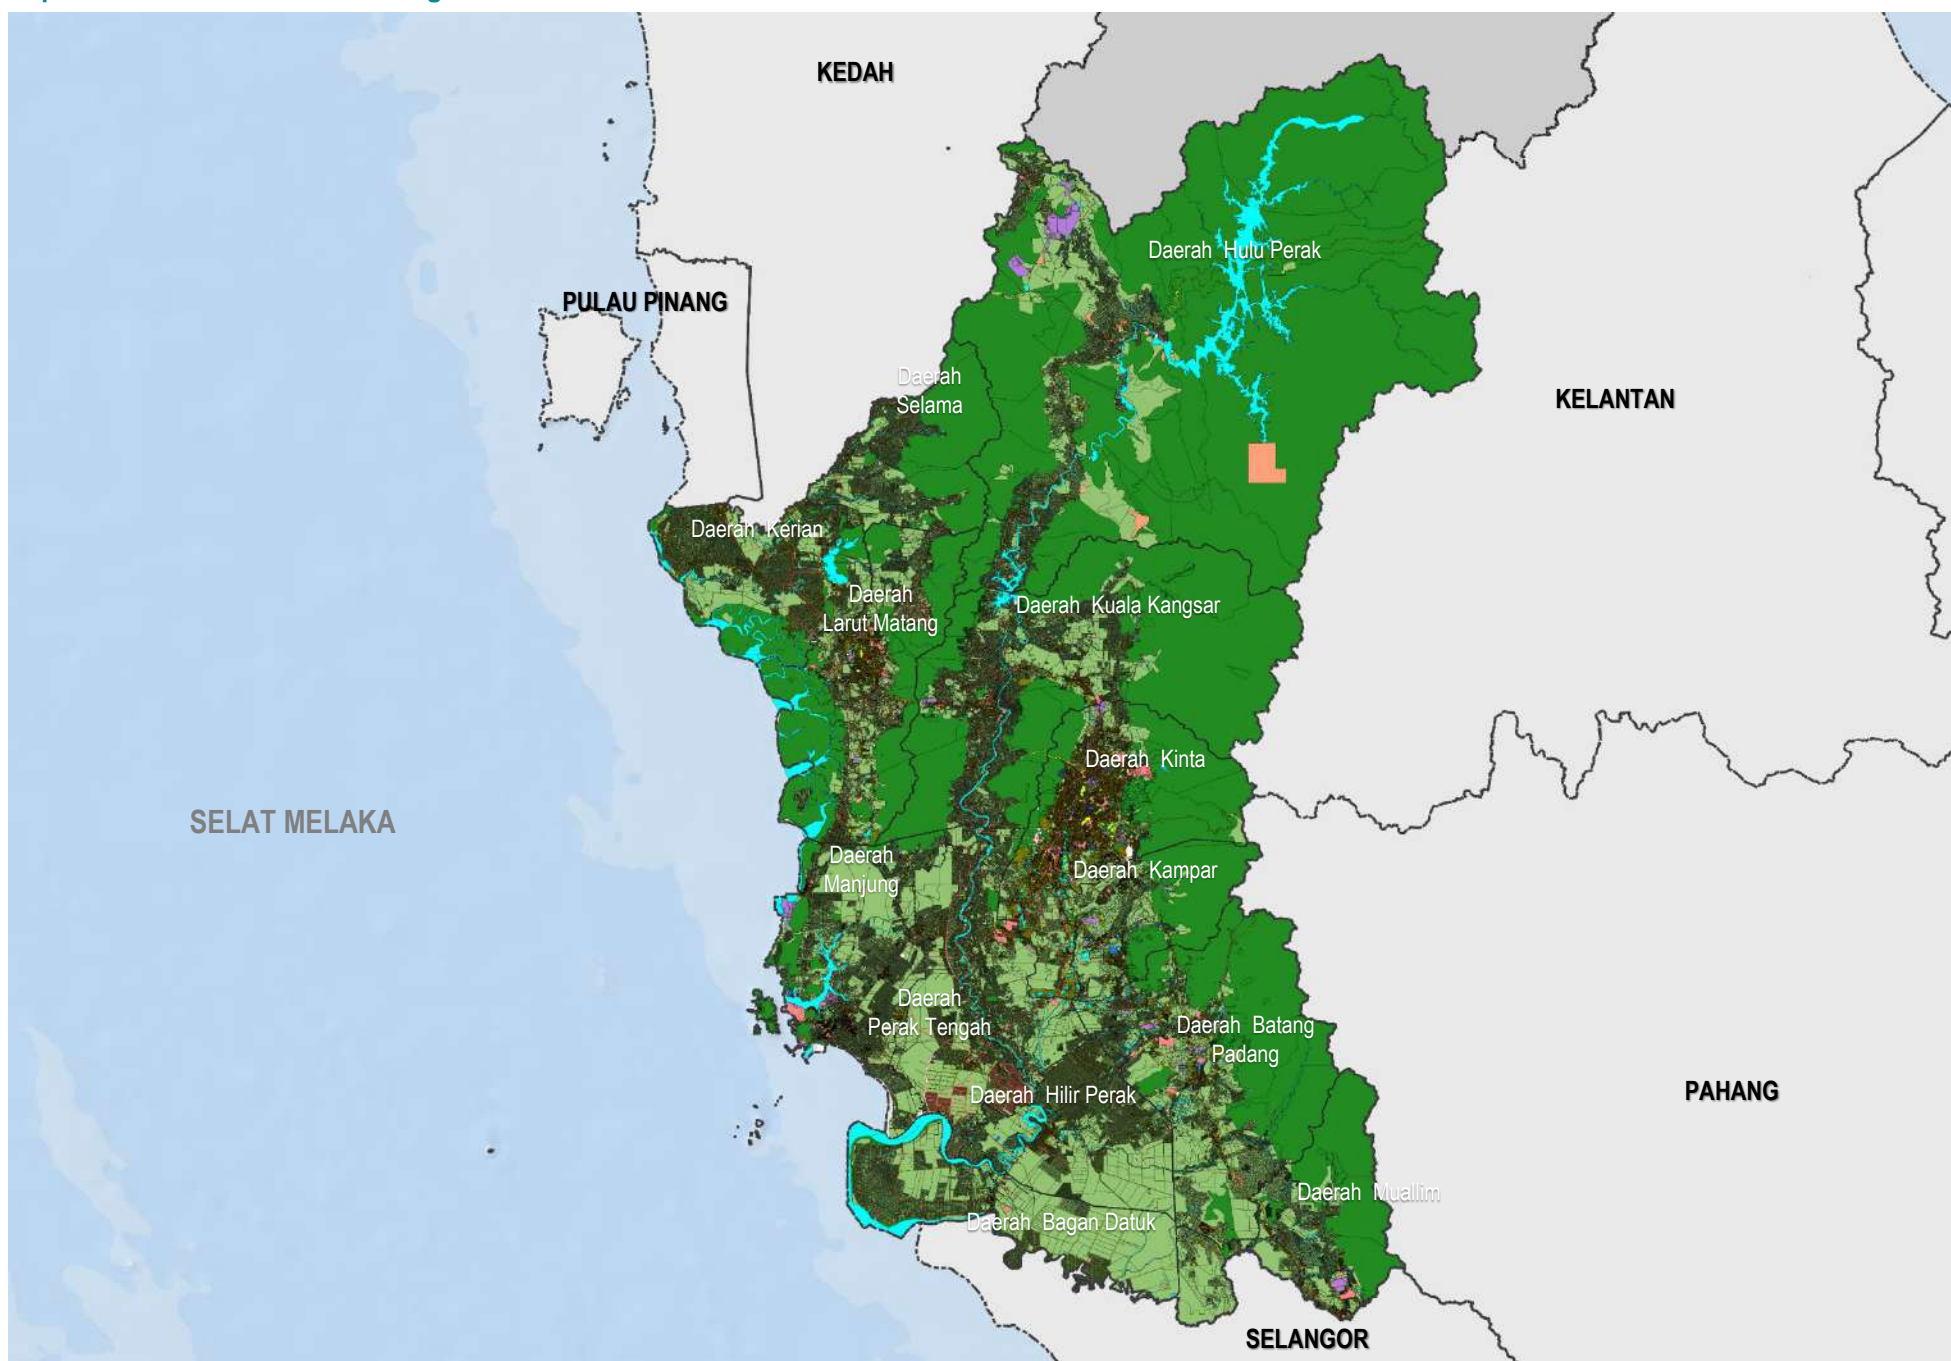 KEDAH
Daerah Hulu Perak
PULAU PINANG
Daerah
Selama
KELANTAN
Daerah Kerian
Daerah
Larut Matang
Daerah Kuala Kangsar
Daerah Kinta
SELAT MELAKA
Daerah
Manjung
Daerah Kampar
Daerah
Perak Tengah
Daerah Batang
Padang
Daerah Hilir Perak
PAHANG
Daerah Muallim
Daerah Bagan Datuk
SELANGOR